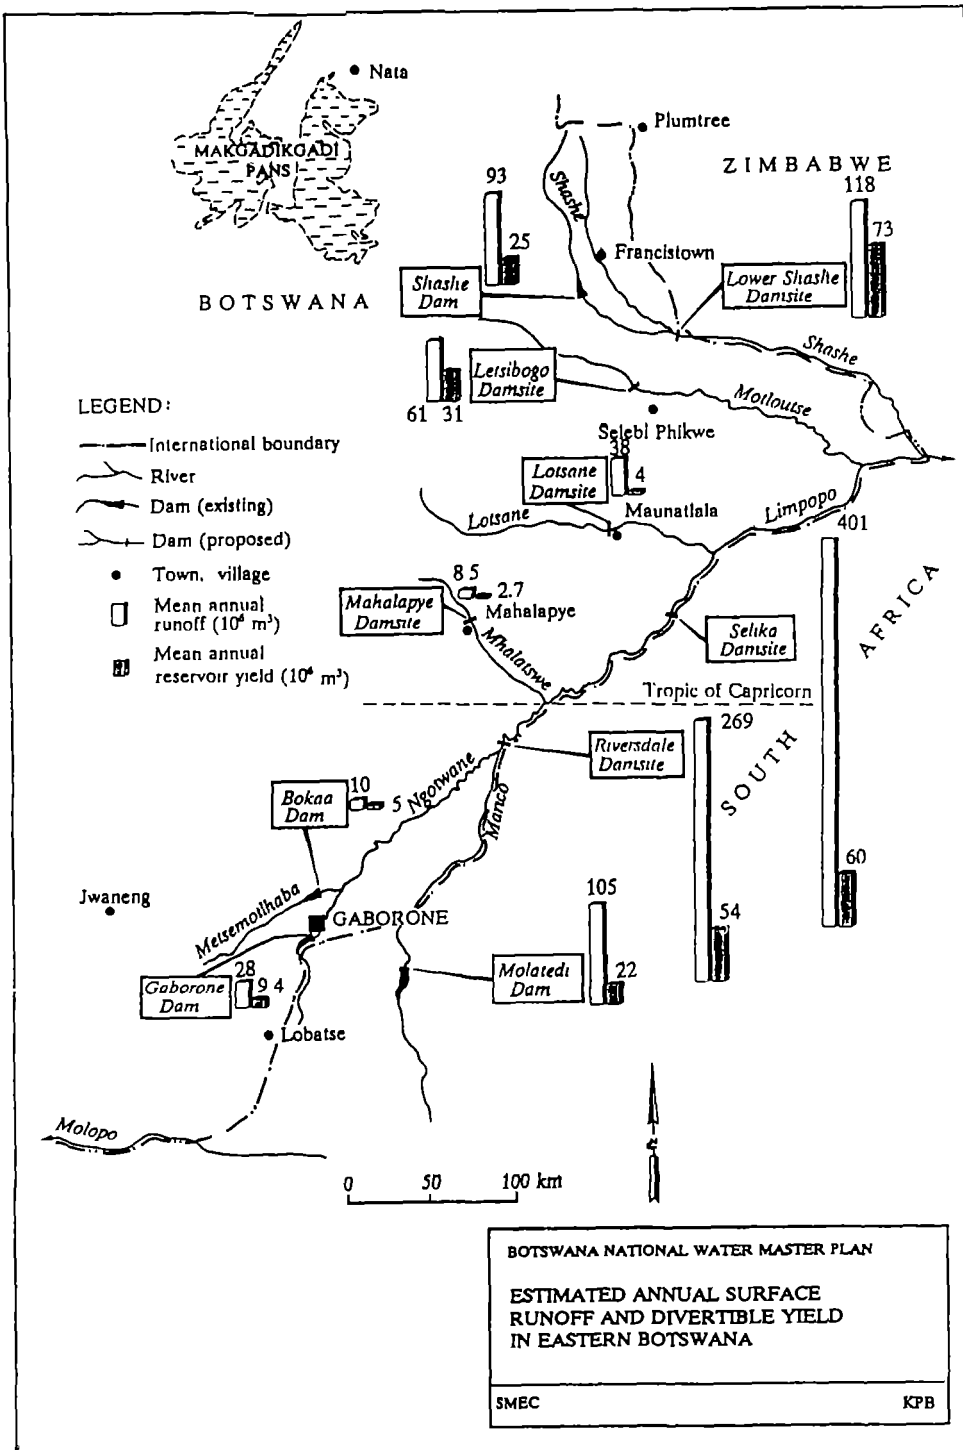 Nata
MAKGADIKGADI
PANS
BOTSWANA
Plumtree
ZIMBABWE
93
25
Shashe
118
73
Francistown
Shashe
Dam
Lower Shashe
Damsite
Shashe
61
31
Letsibogo
Damsite
Motloutse
Selebi Phikwe
LEGEND:
International boundary
River
Dam (existing)
Dam (proposed)
Town, village
Mean annual
runoff (10⁶ m³)
Mean annual
reservoir yield (10⁶ m³)
38
4
Lotsane
Damsite
Maunatlala
Lotsane
Limpopo
401
60
8 5
2.7
Mahalapye
Damsite
Mahalapye
Mhalatswe
Selika
Damsite
Tropic of Capricorn
SOUTH AFRICA
269
54
Riversdale
Damsite
Ngotwane
Marico
10
5
Bokaa
Dam
Jwaneng
Metsemotlhaba
GABORONE
105
22
Molatedi
Dam
28
9 4
Gaborone
Dam
Lobatse
Molopo
0 50 100 km
BOTSWANA NATIONAL WATER MASTER PLAN
ESTIMATED ANNUAL SURFACE
RUNOFF AND DIVERTIBLE YIELD
IN EASTERN BOTSWANA
SMEC KPB